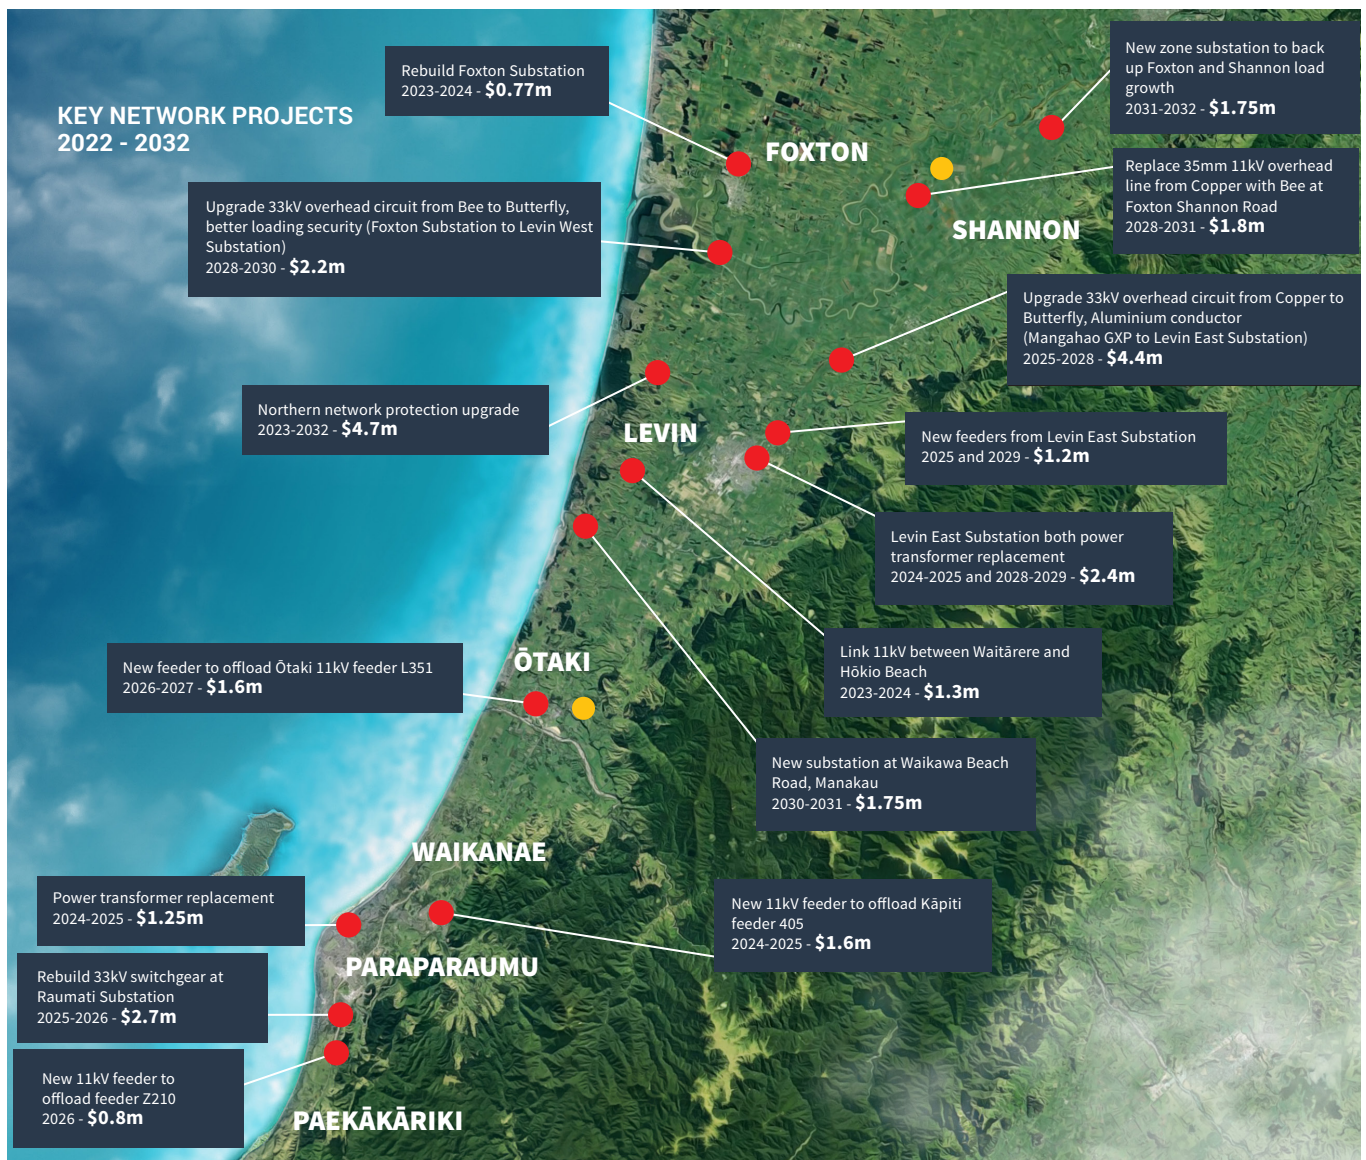 KEY NETWORK PROJECTS
2022 - 2032
Rebuild Foxton Substation
2023-2024 - $0.77m
New zone substation to back
up Foxton and Shannon load
growth
2031-2032 - $1.75m
FOXTON
Replace 35mm 11kV overhead
line from Copper with Bee at
Foxton Shannon Road
2028-2031 - $1.8m
Upgrade 33kV overhead circuit from Bee to Butterfly,
better loading security (Foxton Substation to Levin West
Substation)
2028-2030 - $2.2m
SHANNON
Upgrade 33kV overhead circuit from Copper to
Butterfly, Aluminium conductor
(Mangahao GXP to Levin East Substation)
2025-2028 - $4.4m
Northern network protection upgrade
2023-2032 - $4.7m
LEVIN
New feeders from Levin East Substation
2025 and 2029 - $1.2m
Levin East Substation both power
transformer replacement
2024-2025 and 2028-2029 - $2.4m
Link 11kV between Waitārere and
Hōkio Beach
2023-2024 - $1.3m
ŌTAKI
New feeder to offload Ōtaki 11kV feeder L351
2026-2027 - $1.6m
New substation at Waikawa Beach
Road, Manakau
2030-2031 - $1.75m
WAIKANAE
Power transformer replacement
2024-2025 - $1.25m
New 11kV feeder to offload Kāpiti
feeder 405
2024-2025 - $1.6m
PARAPARAUMU
Rebuild 33kV switchgear at
Raumati Substation
2025-2026 - $2.7m
New 11kV feeder to
offload feeder Z210
2026 - $0.8m
PAEKĀKĀRIKI